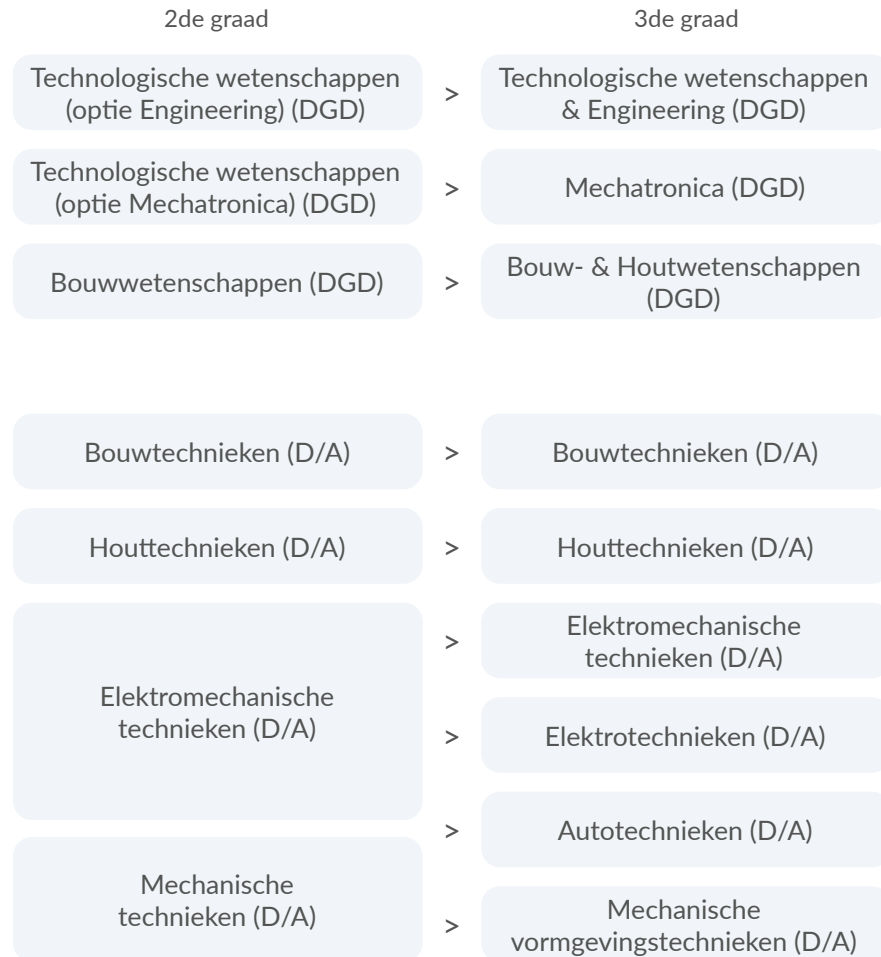 2de graad
3de graad
Technologische wetenschappen
(optie Engineering) (DGD)
>
Technologische wetenschappen
& Engineering (DGD)
Technologische wetenschappen
(optie Mechatronica) (DGD)
>
Mechatronica (DGD)
Bouwwetenschappen (DGD)
>
Bouw- & Houtwetenschappen
(DGD)
Bouwtechnieken (D/A)
>
Bouwtechnieken (D/A)
Houttechnieken (D/A)
>
Houttechnieken (D/A)
Elektromechanische
technieken (D/A)
>
Elektromechanische
technieken (D/A)
>
Elektrotechnieken (D/A)
>
Autotechnieken (D/A)
Mechanische
technieken (D/A)
>
Mechanische
vormgevingstechnieken (D/A)